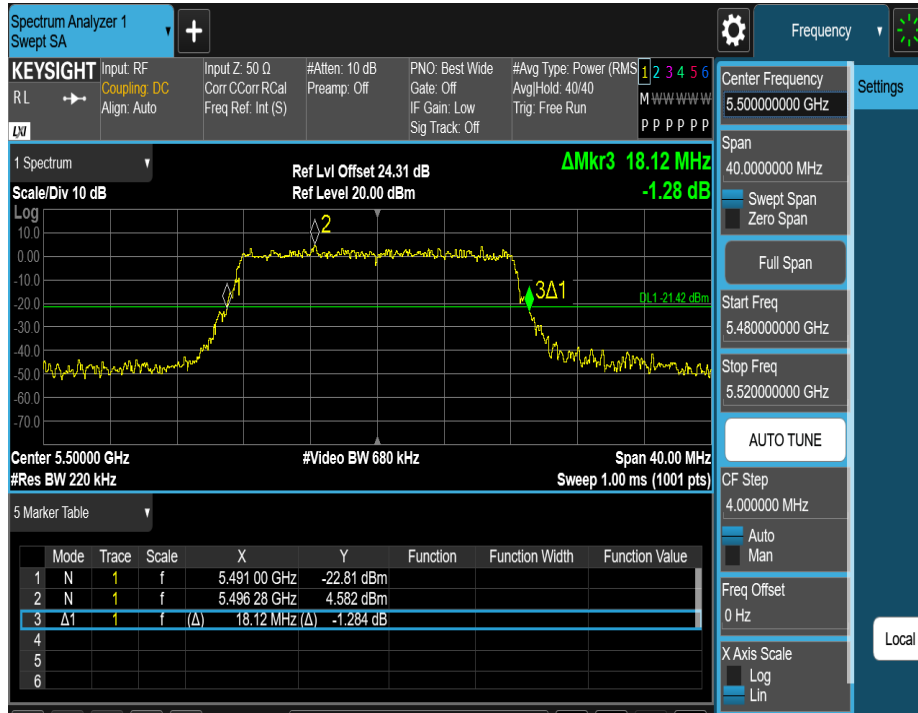 Spectrum Analyzer 1
Swept SA
+
Frequency
KEYSIGHT
R L
LXI
Input: RF
Coupling: DC
Align: Auto
Input Z: 50 Ω
Corr CCorr RCal
Freq Ref: Int (S)
#Atten: 10 dB
Preamp: Off
PNO: Best Wide
Gate: Off
IF Gain: Low
Sig Track: Off
#Avg Type: Power (RMS
Avg|Hold: 40/40
Trig: Free Run
1 2 3 4 5 6
M W W W W W
P P P P P P
1 Spectrum
Scale/Div 10 dB
Ref Lvl Offset 24.31 dB
Ref Level 20.00 dBm
ΔMkr3 18.12 MHz
-1.28 dB
Log
10.0
0.00
-10.0
-20.0
-30.0
-40.0
-50.0
-60.0
-70.0
2
3Δ1
DL1 -21.42 dBm
Center 5.50000 GHz
#Res BW 220 kHz
#Video BW 680 kHz
Span 40.00 MHz
Sweep 1.00 ms (1001 pts)
5 Marker Table
Mode Trace Scale X Y Function Function Width Function Value
1 N 1 f 5.491 00 GHz -22.81 dBm
2 N 1 f 5.496 28 GHz 4.582 dBm
3 Δ1 1 f (Δ) 18.12 MHz (Δ) -1.284 dB
4
5
6
Center Frequency
5.50000000 GHz
Span
40.0000000 MHz
Swept Span
Zero Span
Full Span
Start Freq
5.480000000 GHz
Stop Freq
5.520000000 GHz
AUTO TUNE
CF Step
4.000000 MHz
Auto
Man
Freq Offset
0 Hz
X Axis Scale
Log
Lin
Settings
Local